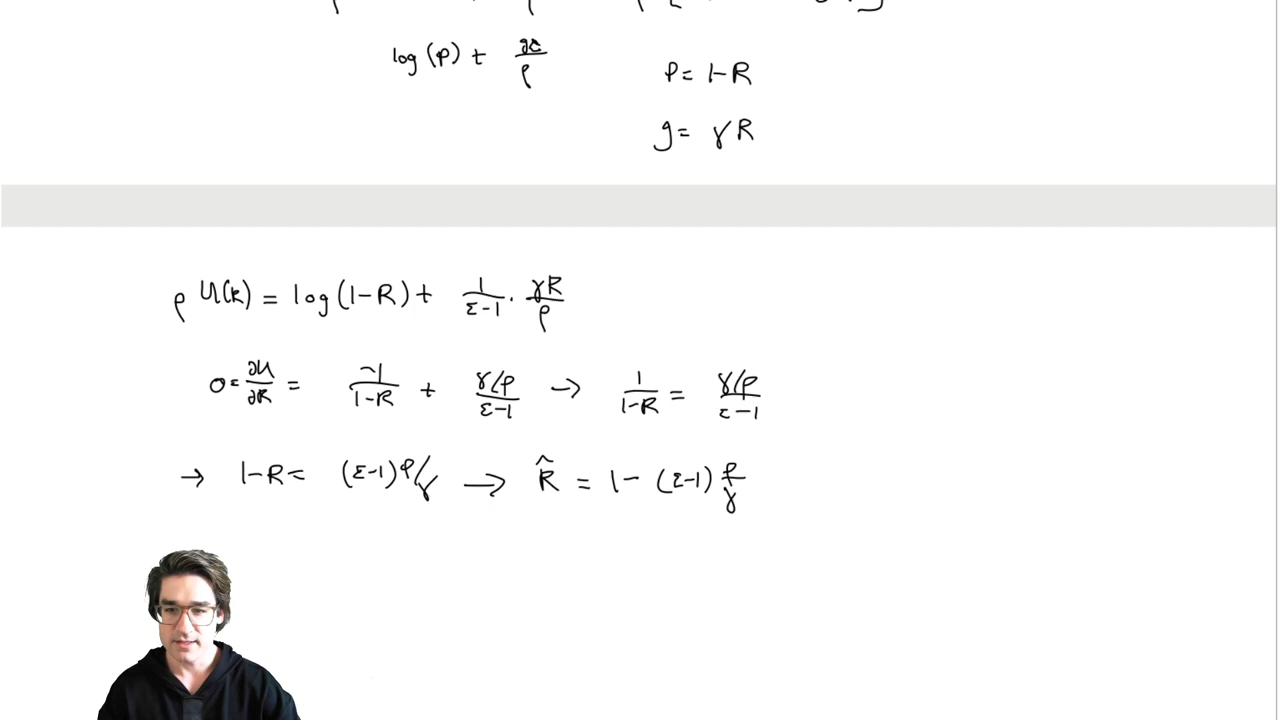 log(P) + gc/ρ
P = 1-R
g = γR
ρ U(R) = log(1-R) + 1/(ε-1) · γR/ρ
0 = ∂U/∂R = -1/(1-R) + (γ/ρ)/(ε-1) → 1/(1-R) = (γ/ρ)/(ε-1)
→ 1-R = (ε-1)ρ/γ → R̂ = 1 - (ε-1) ρ/γ